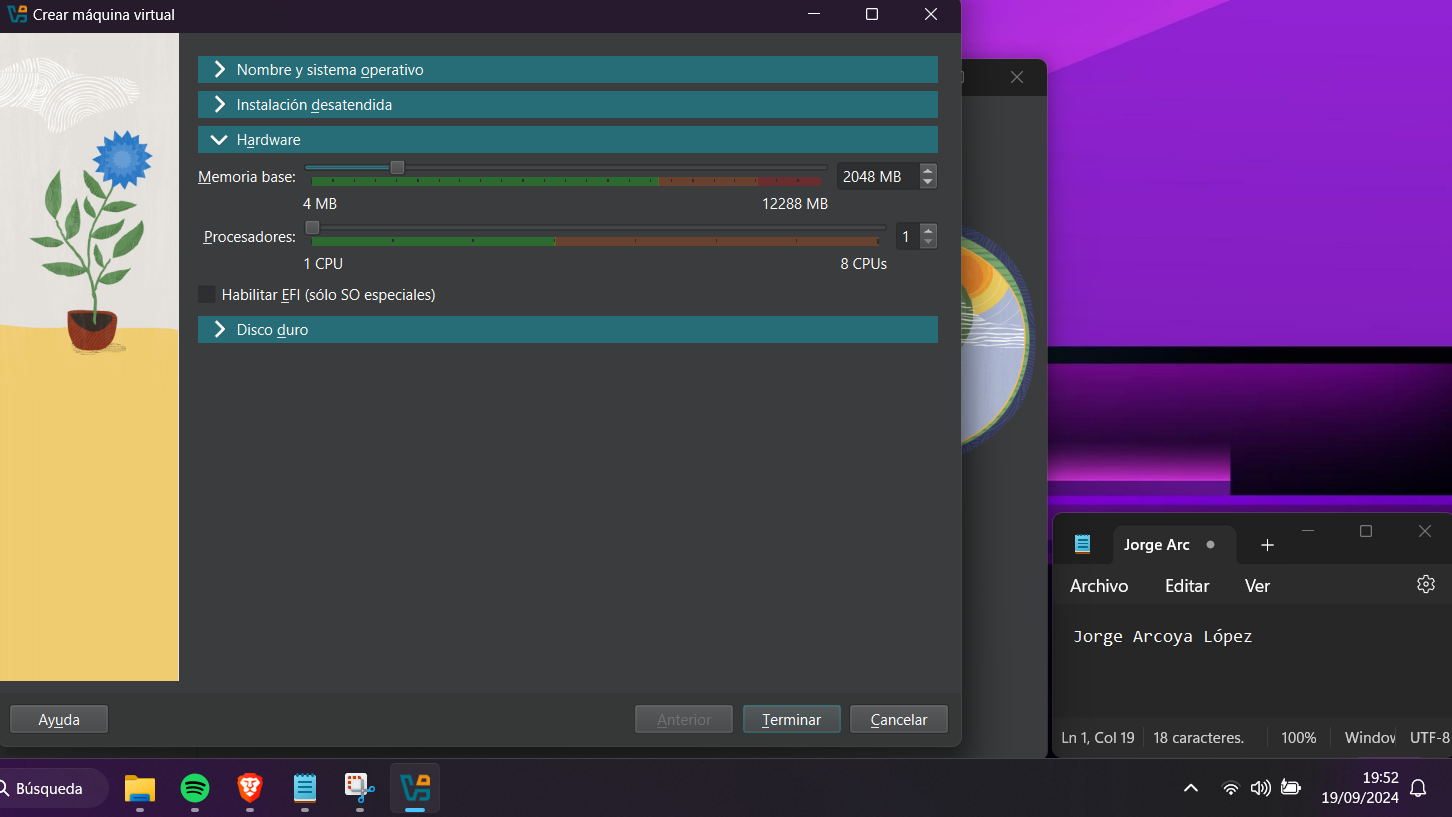 Crear máquina virtual
Nombre y sistema operativo
Instalación desatendida
Hardware
Memoria base:
2048 MB
4 MB
12288 MB
Procesadores:
1
1 CPU
8 CPUs
Habilitar EFI (sólo SO especiales)
Disco duro
Ayuda
Anterior
Terminar
Cancelar
Jorge Arc
Archivo Editar Ver
Jorge Arcoya López
Ln 1, Col 19 18 caracteres. 100% Window UTF-8
Búsqueda
19:52
19/09/2024